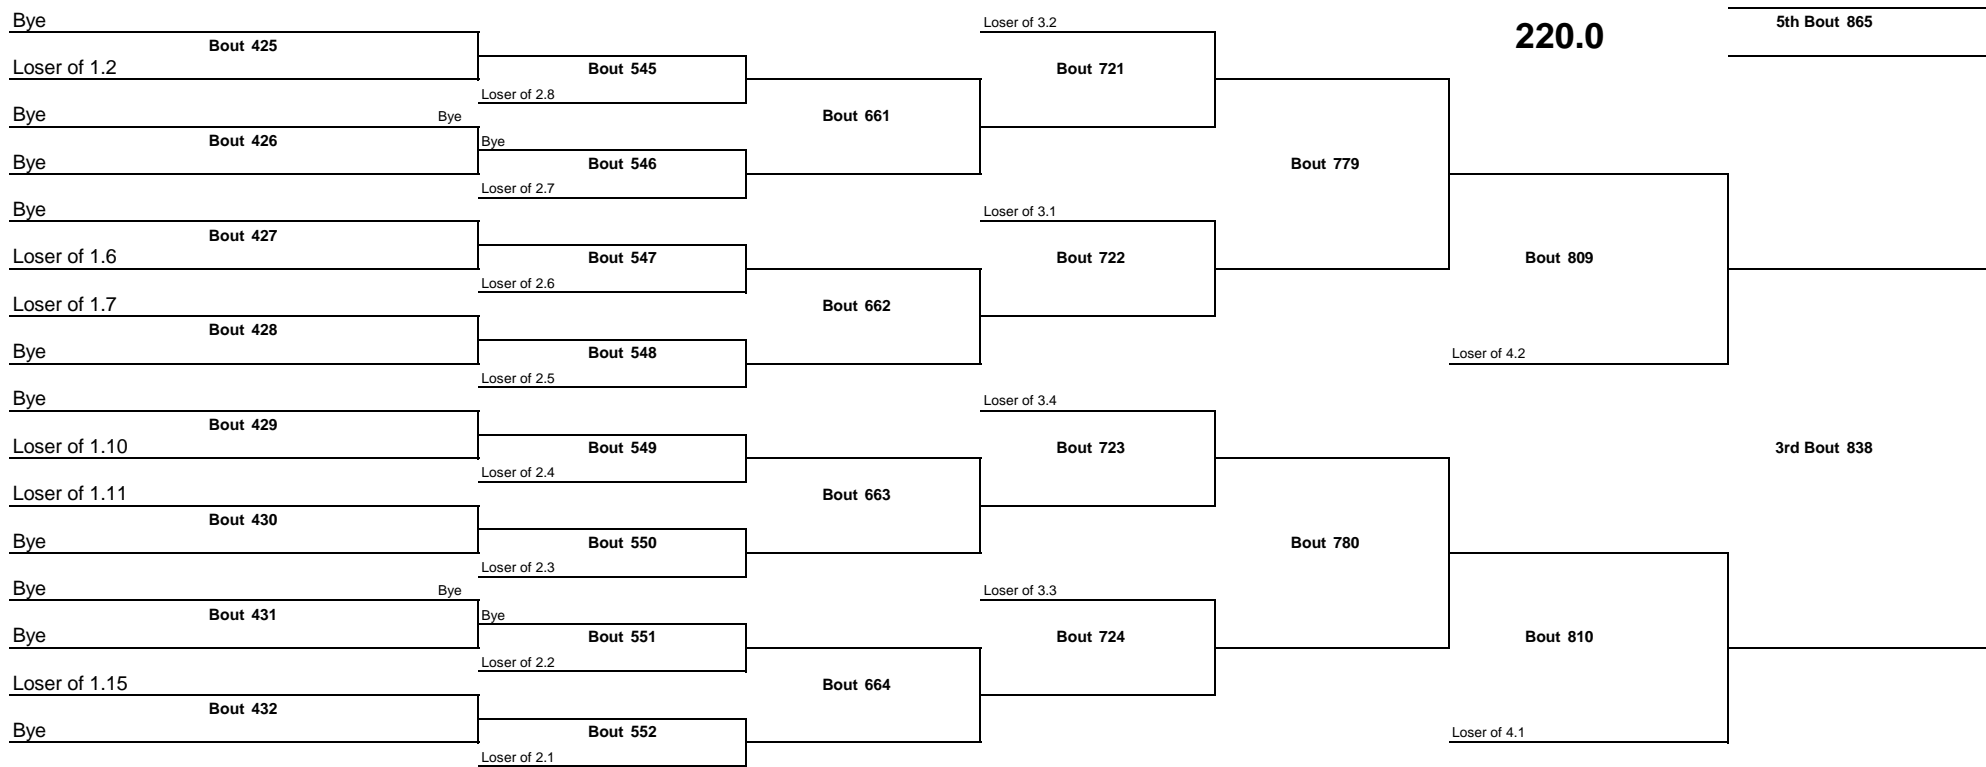 Bye
Bout 425
Loser of 1.2
Bye
Bye
Bout 426
Bye
Bye
Bout 427
Loser of 1.6
Loser of 1.7
Bout 428
Bye
Bye
Bout 429
Loser of 1.10
Loser of 1.11
Bout 430
Bye
Bye
Bye
Bout 431
Bye
Loser of 1.15
Bout 432
Bye
Bout 545
Loser of 2.8
Bye
Bout 546
Loser of 2.7
Bout 547
Loser of 2.6
Bout 548
Loser of 2.5
Bout 549
Loser of 2.4
Bout 550
Loser of 2.3
Bye
Bout 551
Loser of 2.2
Bout 552
Loser of 2.1
Bout 661
Bout 662
Bout 663
Bout 664
Loser of 3.2
Bout 721
Loser of 3.1
Bout 722
Loser of 3.4
Bout 723
Loser of 3.3
Bout 724
Bout 779
Bout 780
220.0
Bout 809
Loser of 4.2
Bout 810
Loser of 4.1
5th Bout 865
3rd Bout 838